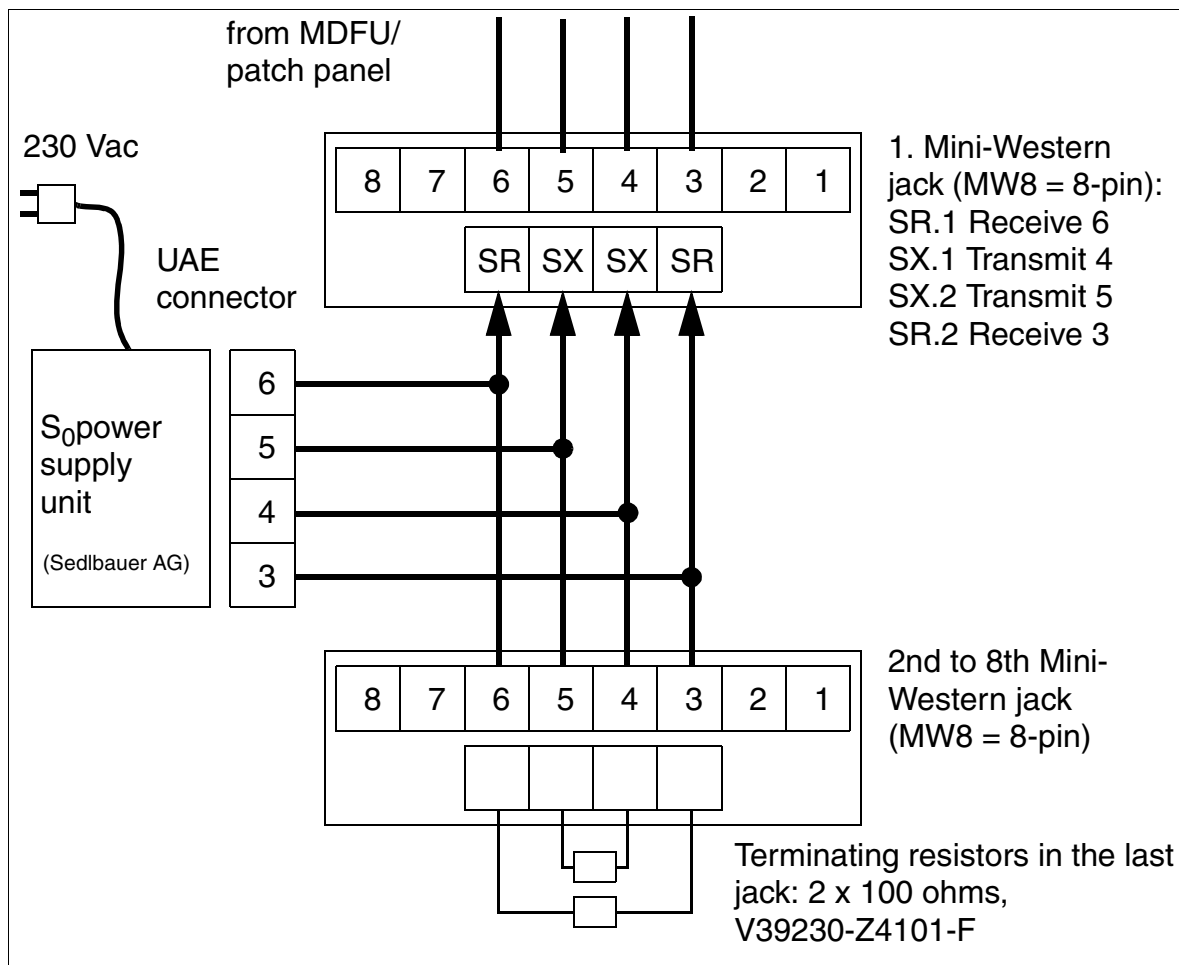 from MDFU/
patch panel
230 Vac
8 7 6 5 4 3 2 1
SR SX SX SR
1. Mini-Western
jack (MW8 = 8-pin):
SR.1 Receive 6
SX.1 Transmit 4
SX.2 Transmit 5
SR.2 Receive 3
UAE
connector
S0power
supply
unit
(Sedlbauer AG)
6
5
4
3
8 7 6 5 4 3 2 1
2nd to 8th Mini-
Western jack
(MW8 = 8-pin)
Terminating resistors in the last
jack: 2 x 100 ohms,
V39230-Z4101-F